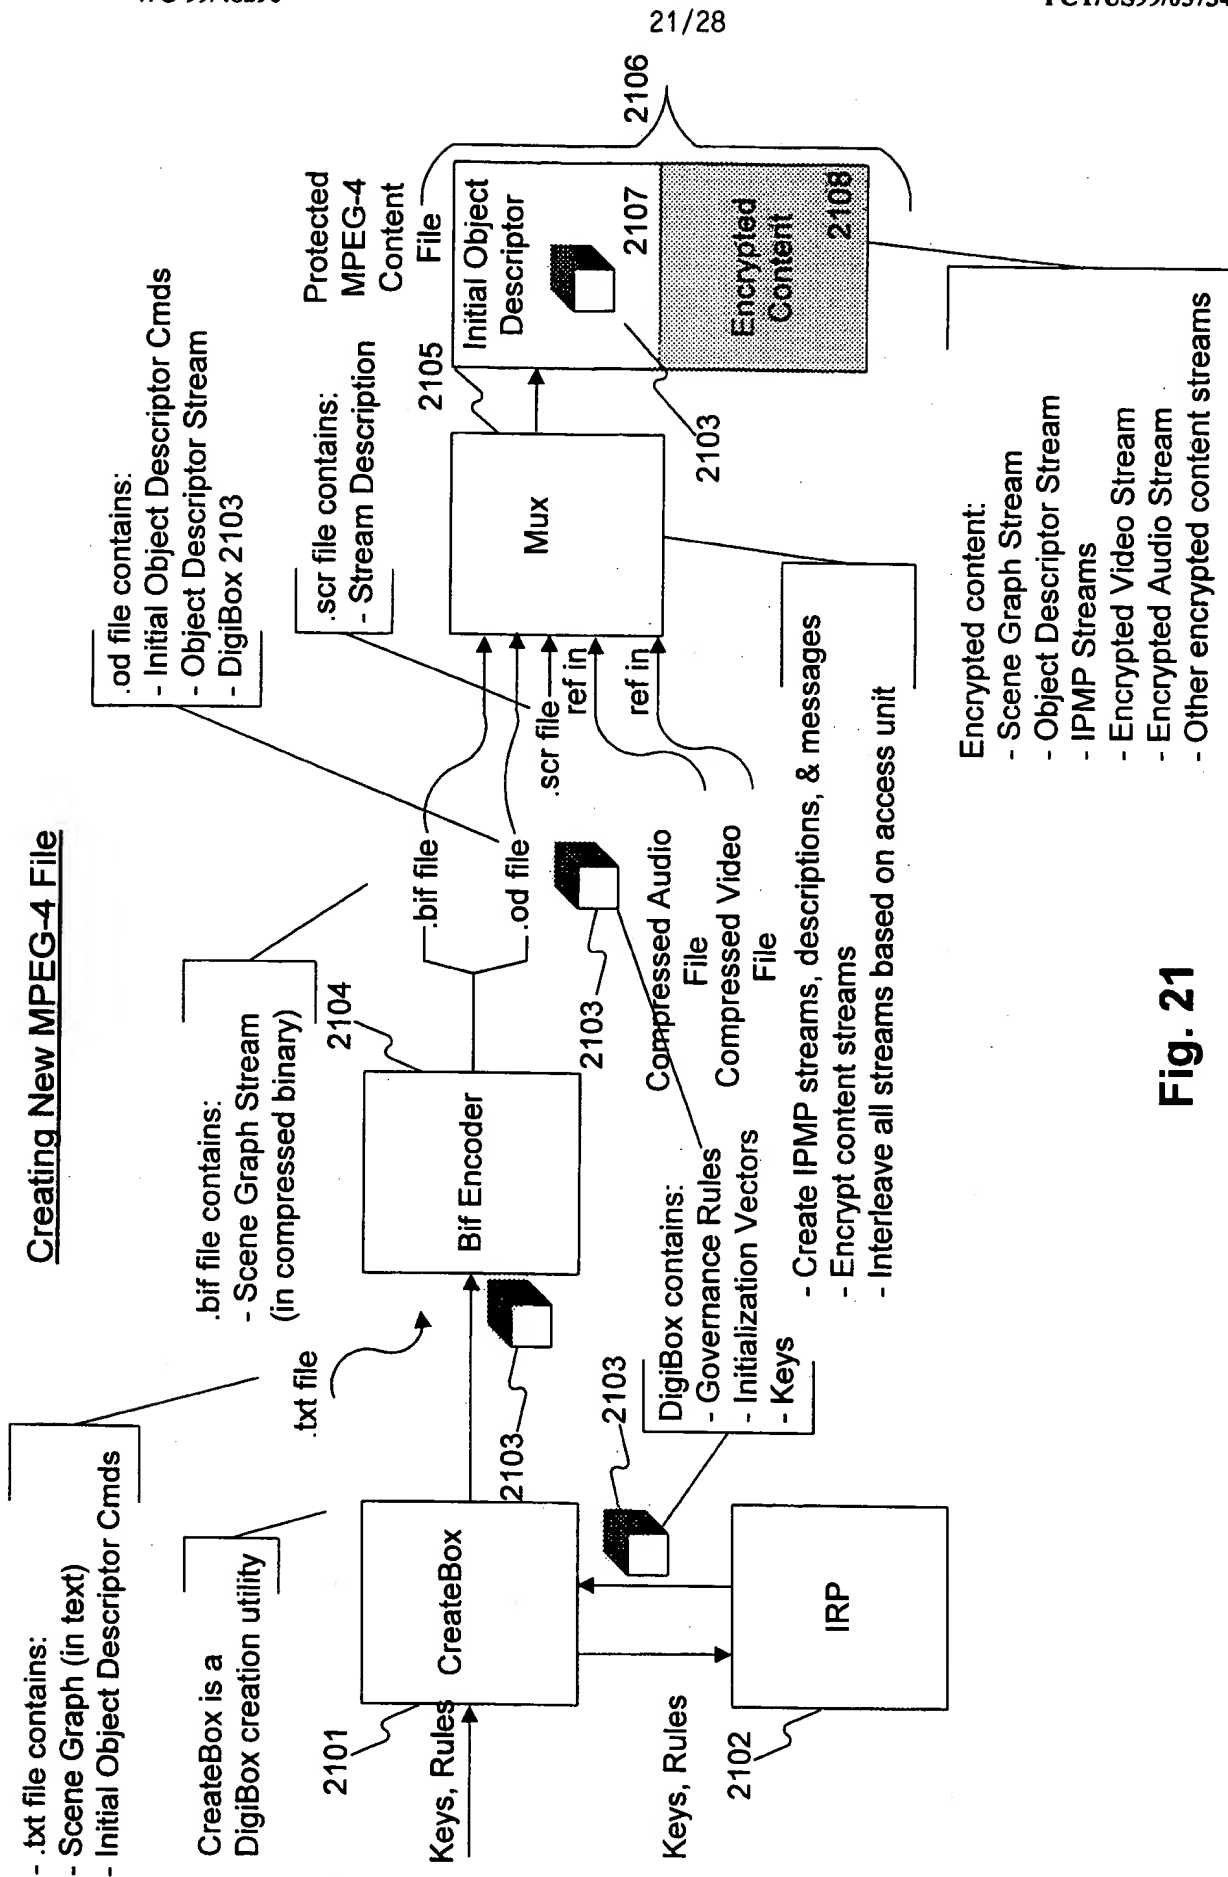 21/28
Creating New MPEG-4 File
- .txt file contains:
- Scene Graph (in text)
- Initial Object Descriptor Cmds
CreateBox is a
DigiBox creation utility
.txt file
.bif file contains:
- Scene Graph Stream
(in compressed binary)
.od file contains:
- Initial Object Descriptor Cmds
- Object Descriptor Stream
- DigiBox 2103
.scr file contains:
- Stream Description
Protected
MPEG-4
Content
File
2101
Keys, Rules
CreateBox
2103
Bif Encoder
2104
.bif file
.od file
2103
.scr file
ref in
ref in
Compressed Audio
File
Compressed Video
File
Mux
2105
Initial Object
Descriptor
2107
2103
Encrypted
Content
2108
2106
Keys, Rules
2102
IRP
2103
DigiBox contains:
- Governance Rules
- Initialization Vectors
- Keys
- Create IPMP streams, descriptions, & messages
- Encrypt content streams
- Interleave all streams based on access unit
Encrypted content:
- Scene Graph Stream
- Object Descriptor Stream
- IPMP Streams
- Encrypted Video Stream
- Encrypted Audio Stream
- Other encrypted content streams
Fig. 21